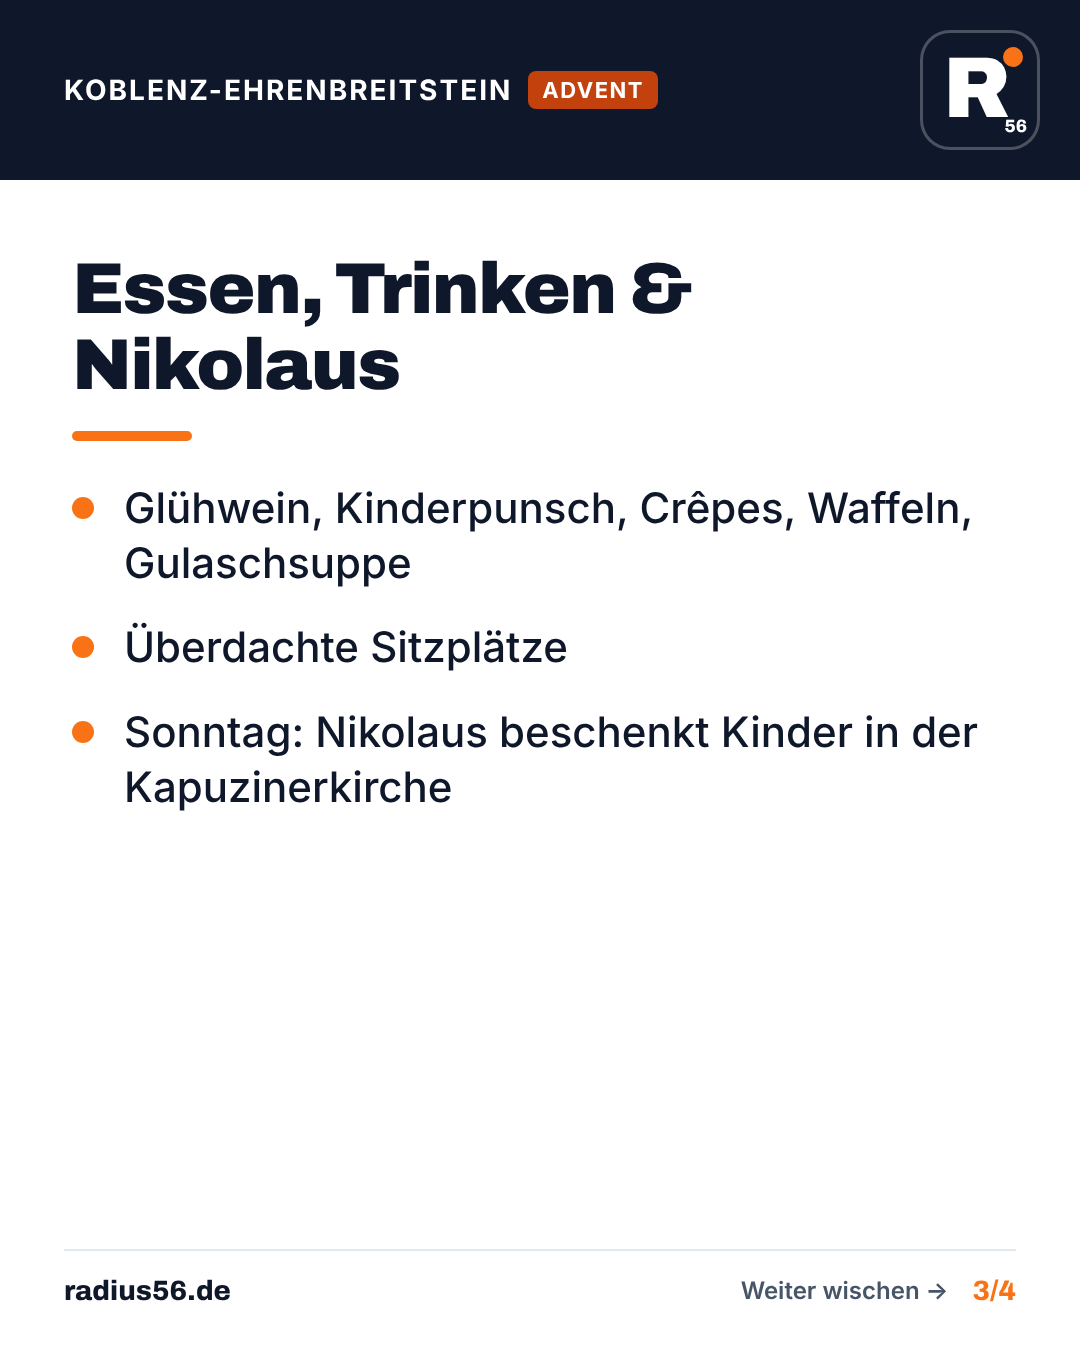 KOBLENZ-EHRENBREITSTEIN ADVENT
R
56
Essen, Trinken &
Nikolaus
Glühwein, Kinderpunsch, Crêpes, Waffeln,
Gulaschsuppe
Überdachte Sitzplätze
Sonntag: Nikolaus beschenkt Kinder in der
Kapuzinerkirche
radius56.de
Weiter wischen → 3/4